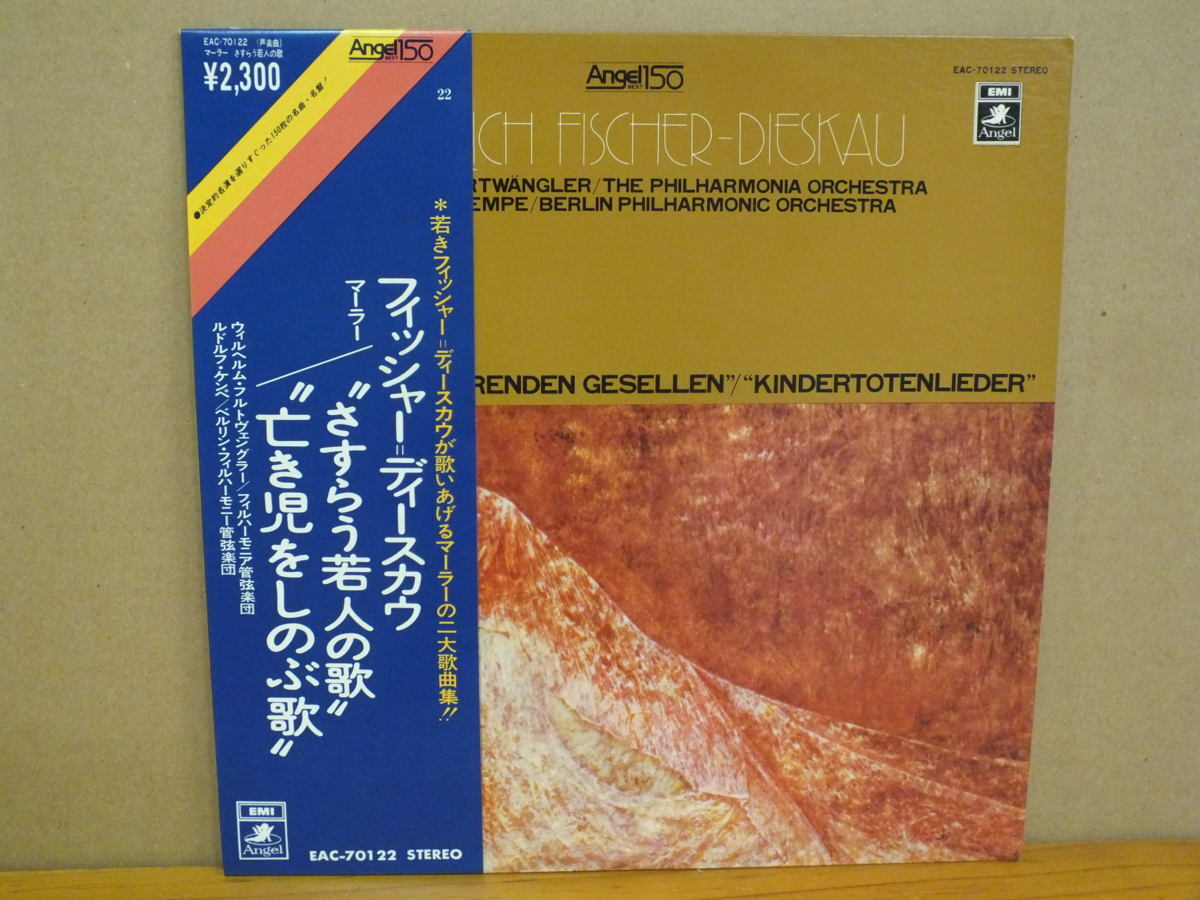 EAC-70122 (声楽曲)
マーラー さすらう若人の歌
¥2,300
●決定的名演を選りすぐった150枚の名曲・名盤!
Angel 150
BEST
22
*若きフィッシャー=ディースカウが歌いあげるマーラーの二大歌曲集!!
フィッシャー=ディースカウ
マーラー
"さすらう若人の歌"
"亡き児をしのぶ歌"
ウィルヘルム・フルトヴェングラー/フィルハーモニア管弦楽団
ルドルフ・ケンペ/ベルリン・フィルハーモニー管弦楽団
EMI
Angel
EAC-70122 STEREO
Angel 150
BEST
EAC-70122 STEREO
EMI
Angel
ICH FISCHER-DIESKAU
RTWÄNGLER/THE PHILHARMONIA ORCHESTRA
EMPE/BERLIN PHILHARMONIC ORCHESTRA
RENDEN GESELLEN"/"KINDERTOTENLIEDER"